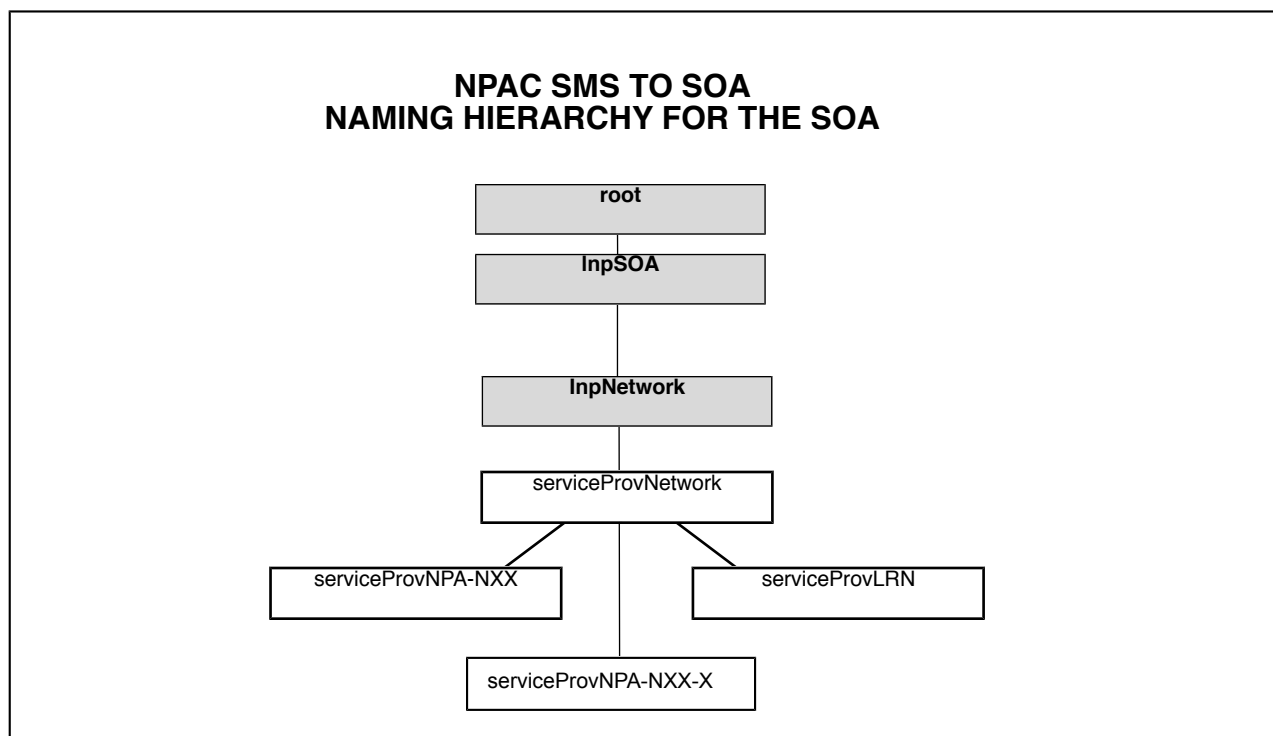 NPAC SMS TO SOA
NAMING HIERARCHY FOR THE SOA
root
lnpSOA
lnpNetwork
serviceProvNetwork
serviceProvNPA-NXX
serviceProvLRN
serviceProvNPA-NXX-X